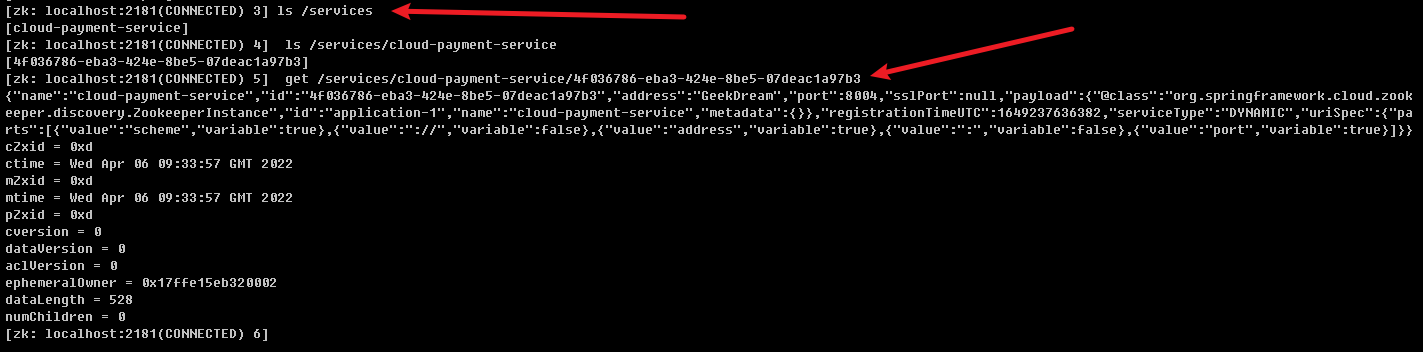 [zk: localhost:2181(CONNECTED) 3] ls /services
[cloud-payment-service]
[zk: localhost:2181(CONNECTED) 4]  ls /services/cloud-payment-service
[4f036786-eba3-424e-8be5-07deac1a97b3]
[zk: localhost:2181(CONNECTED) 5]  get /services/cloud-payment-service/4f036786-eba3-424e-8be5-07deac1a97b3
{"name":"cloud-payment-service","id":"4f036786-eba3-424e-8be5-07deac1a97b3","address":"GeekDream","port":8004,"sslPort":null,"payload":{"@class":"org.springframework.cloud.zooke
eper.discovery.ZookeeperInstance","id":"application-1","name":"cloud-payment-service","metadata":{}},"registrationTimeUTC":1649237636382,"serviceType":"DYNAMIC","uriSpec":{"pa
rts":[{"value":"scheme","variable":true},{"value":"://","variable":false},{"value":"address","variable":true},{"value":":","variable":false},{"value":"port","variable":true}]}}
cZxid = 0xd
ctime = Wed Apr 06 09:33:57 GMT 2022
mZxid = 0xd
mtime = Wed Apr 06 09:33:57 GMT 2022
pZxid = 0xd
cversion = 0
dataVersion = 0
aclVersion = 0
ephemeralOwner = 0x17ffe15eb320002
dataLength = 528
numChildren = 0
[zk: localhost:2181(CONNECTED) 6]